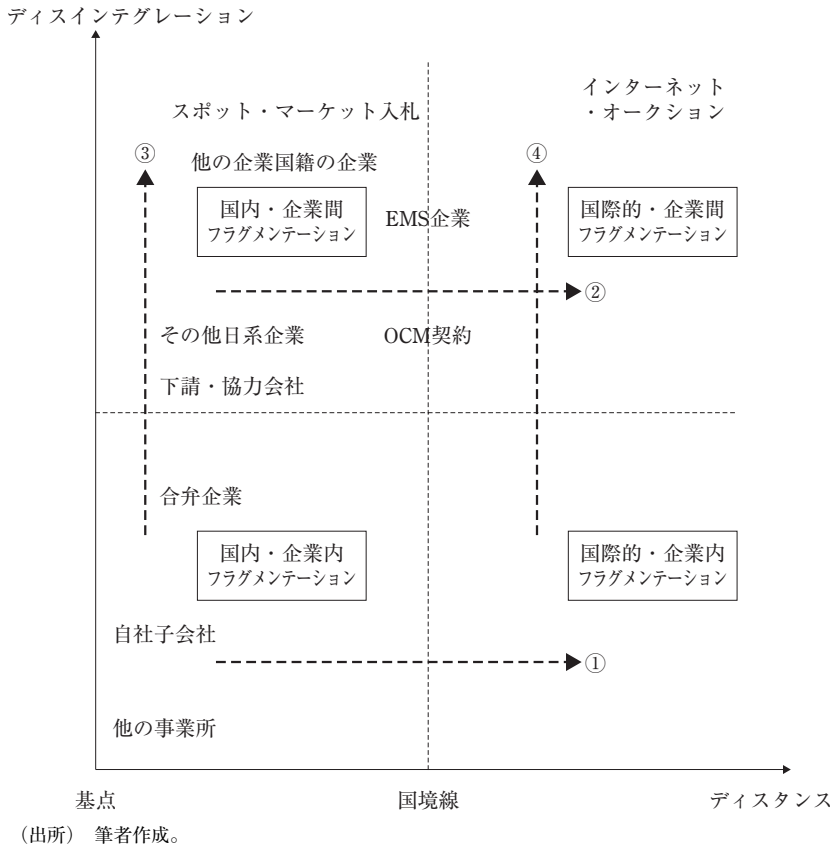 ディスインテグレーション
インターネット
・オークション
スポット・マーケット入札
③
④
他の企業国籍の企業
国内・企業間
フラグメンテーション
EMS企業
国際的・企業間
フラグメンテーション
②
その他日系企業
OCM契約
下請・協力会社
合弁企業
国内・企業内
フラグメンテーション
国際的・企業内
フラグメンテーション
自社子会社
①
他の事業所
基点
国境線
ディスタンス
（出所） 筆者作成。